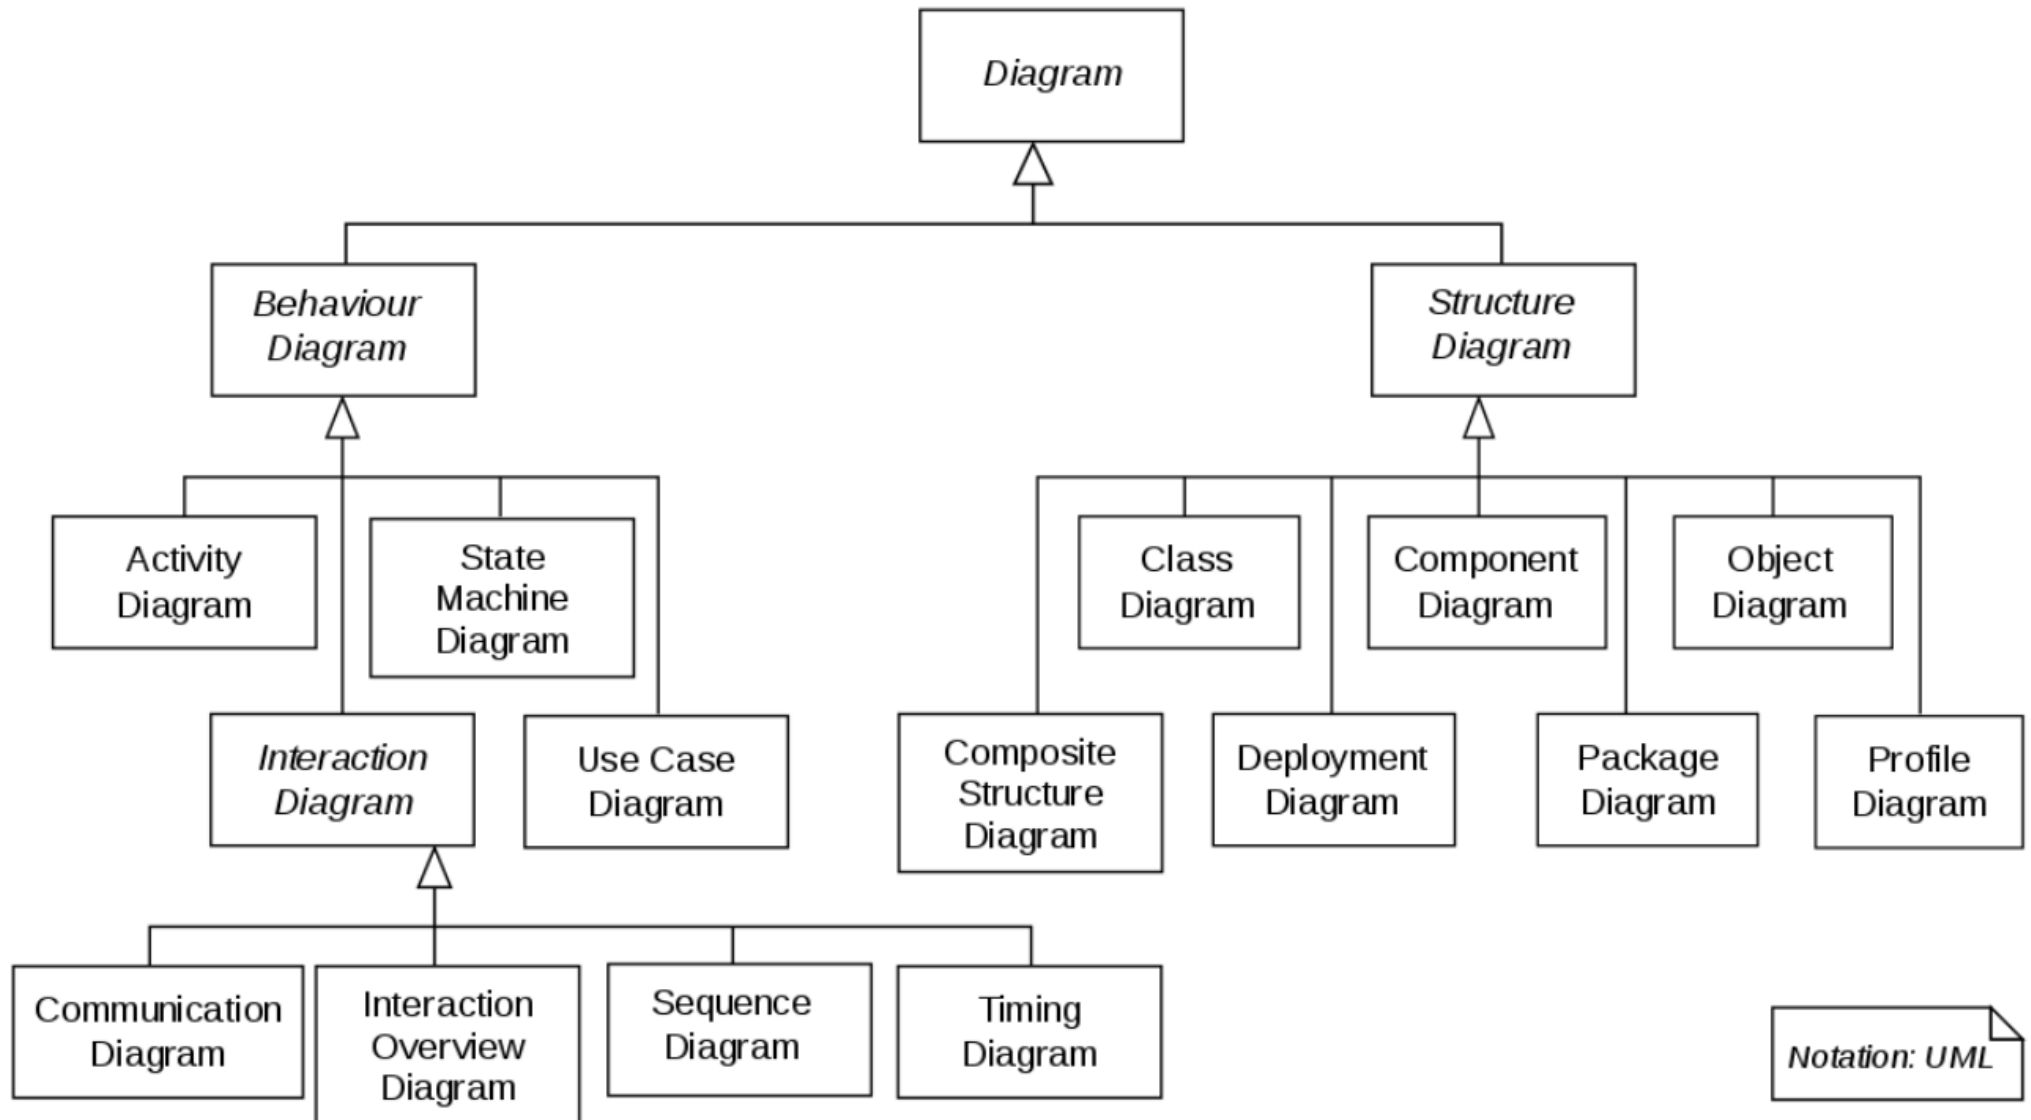 Diagram
Behaviour
Diagram
Structure
Diagram
Activity
Diagram
State
Machine
Diagram
Class
Diagram
Component
Diagram
Object
Diagram
Interaction
Diagram
Use Case
Diagram
Composite
Structure
Diagram
Deployment
Diagram
Package
Diagram
Profile
Diagram
Communication
Diagram
Interaction
Overview
Diagram
Sequence
Diagram
Timing
Diagram
Notation: UML